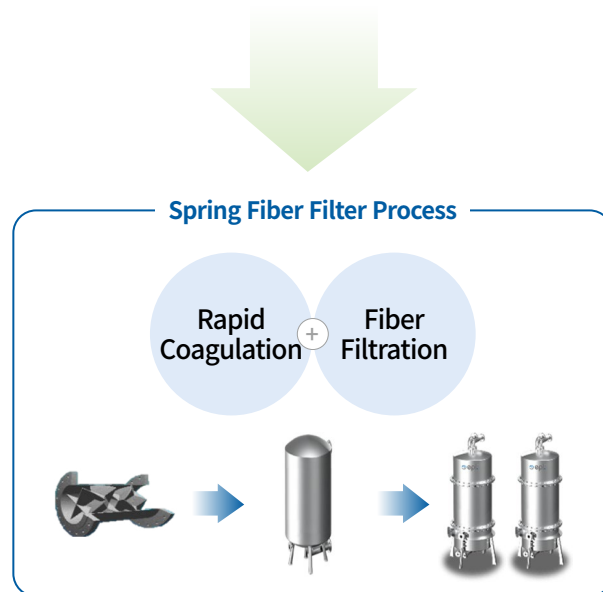 Spring Fiber Filter Process
Rapid
Coagulation
+
Fiber
Filtration